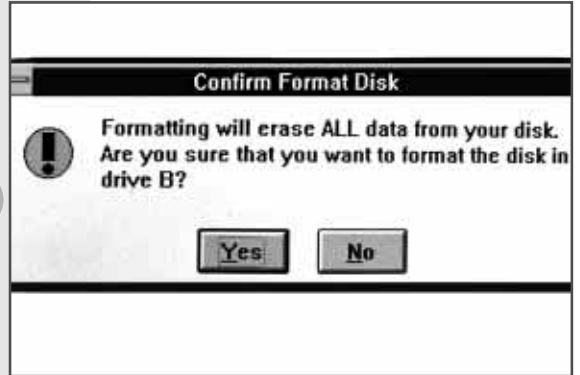 Confirm Format Disk
Formatting will erase ALL data from your disk.
Are you sure that you want to format the disk in
drive B?
Yes
No